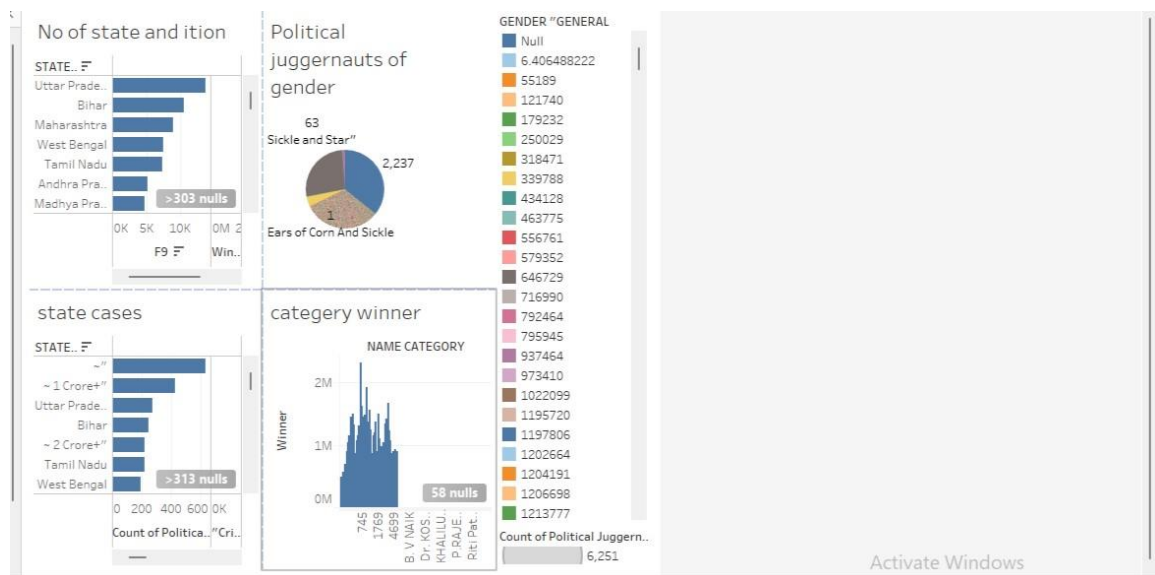 No of state and ition
STATE..
Uttar Prade..
Bihar
Maharashtra
West Bengal
Tamil Nadu
Andhra Pra..
Madhya Pra..
>303 nulls
0K 5K 10K 0M 2
F9 Win..
Political
juggernauts of
gender
63
Sickle and Star"
2,237
1
Ears of Corn And Sickle
state cases
STATE..
~"
~ 1 Crore+"
Uttar Prade..
Bihar
~ 2 Crore+"
Tamil Nadu
West Bengal
>313 nulls
0 200 400 600 0K
Count of Politica.. "Cri..
categery winner
NAME CATEGORY
Winner
2M
1M
0M
58 nulls
745
1769
4699
B. V NAIK
Dr. KOS..
KHALILU..
P.RAJE..
Riti Pat..
GENDER "GENERAL
Null
6.406488222
55189
121740
179232
250029
318471
339788
434128
463775
556761
579352
646729
716990
792464
795945
937464
973410
1022099
1195720
1197806
1202664
1204191
1206698
1213777
Count of Political Juggern..
6,251
Activate Windows